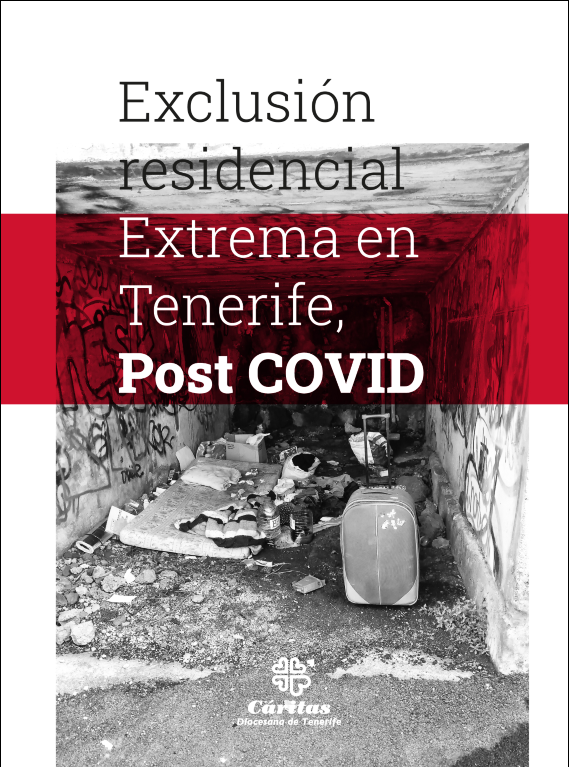 Exclusión
residencial
Extrema en
Tenerife,
Post COVID
Cáritas
Diocesana de Tenerife